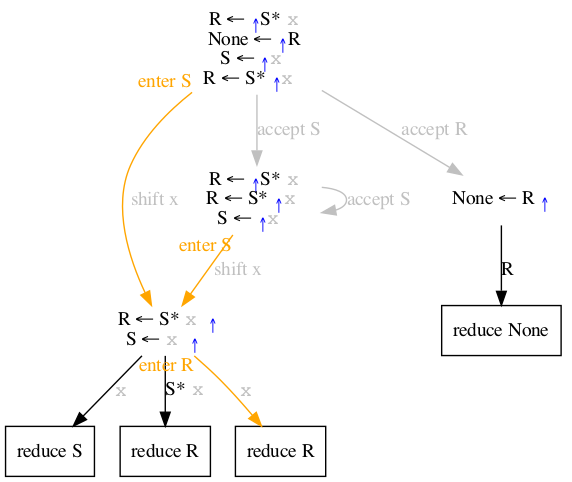 R ← ↑S* x
None ← ↑R
S ← ↑x
R ← S* ↑x
enter S
accept S
accept R
shift x
R ← ↑S* x
R ← S* ↑x
S ← ↑x
accept S
None ← R ↑
enter S
shift x
R
R ← S* x ↑
S ← x ↑
reduce None
enter R
x
S* x
x
reduce S
reduce R
reduce R